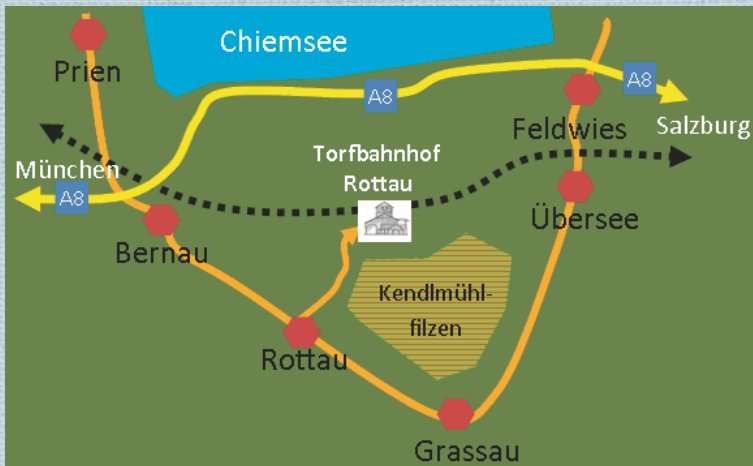 Chiemsee
Prien
A8
A8
Feldwies
Salzburg
Torfbahnhof
Rottau
München
A8
Übersee
Bernau
Kendlmühl-
filzen
Rottau
Grassau